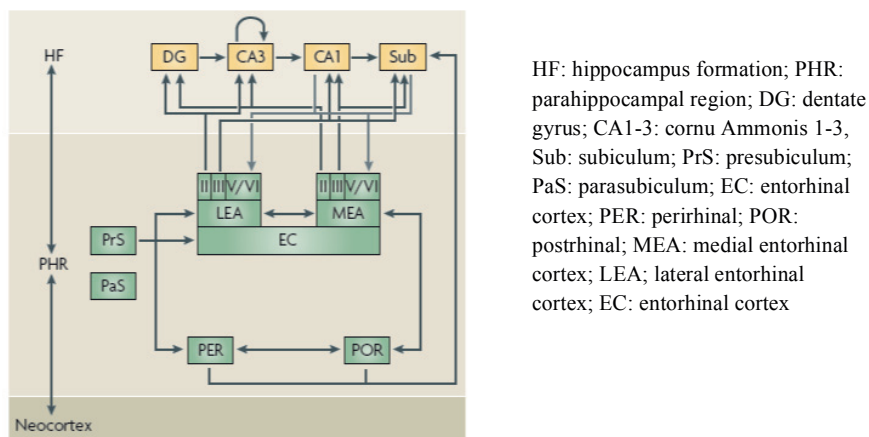 HF
DG
CA3
CA1
Sub
II
III
V/VI
II
III
V/VI
LEA
MEA
EC
PrS
PHR
PaS
PER
POR
Neocortex
HF: hippocampus formation; PHR:
parahippocampal region; DG: dentate
gyrus; CA1-3: cornu Ammonis 1-3,
Sub: subiculum; PrS: presubiculum;
PaS: parasubiculum; EC: entorhinal
cortex; PER: perirhinal; POR:
postrhinal; MEA: medial entorhinal
cortex; LEA; lateral entorhinal
cortex; EC: entorhinal cortex